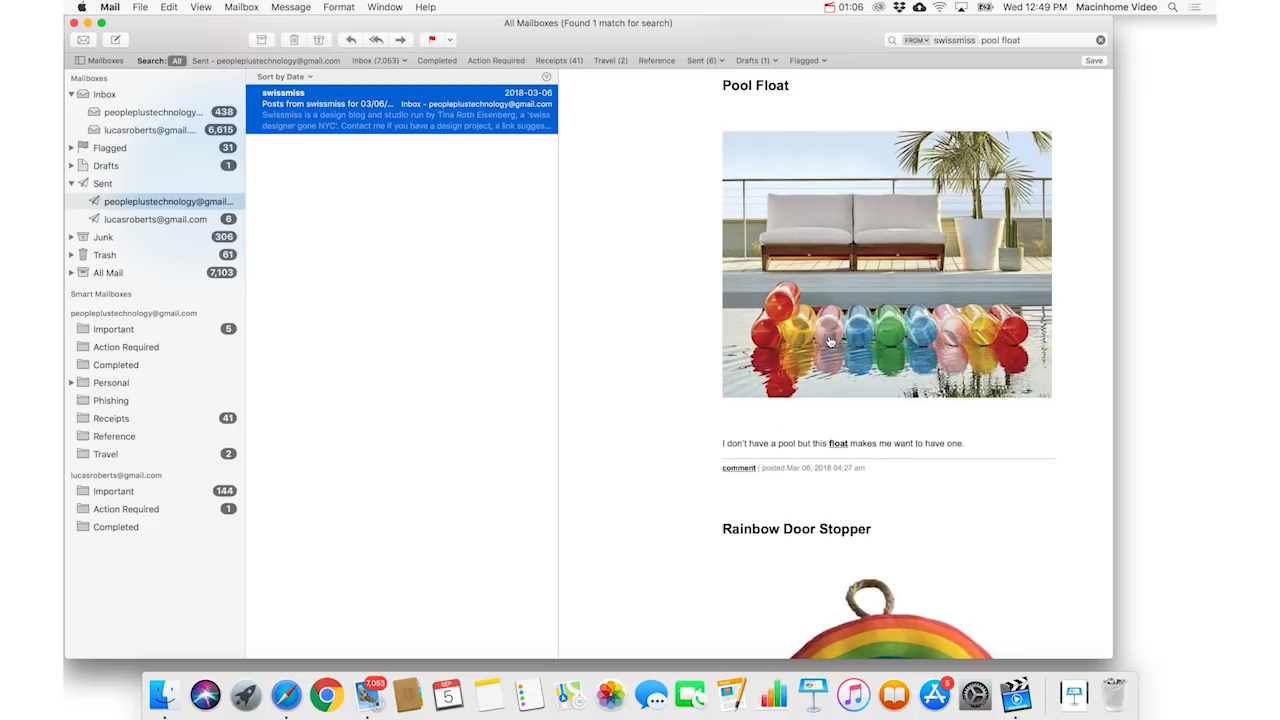 Mail File Edit View Mailbox Message Format Window Help 01:06 Wed 12:49 PM Macinhome Video
All Mailboxes (Found 1 match for search)
FROM swissmiss pool float
Mailboxes Search: All Sent - peopleplustechnology@gmail.com Inbox (7,053) Completed Action Required Receipts (41) Travel (2) Reference Sent (6) Drafts (1) Flagged Save
Mailboxes
Inbox
peopleplustechnology... 438
lucasroberts@gmail.... 6,615
Flagged 31
Drafts 1
Sent
peopleplustechnology@gmail...
lucasroberts@gmail.com 6
Junk 306
Trash 61
All Mail 7,103
Smart Mailboxes
peopleplustechnology@gmail.com
Important 5
Action Required
Completed
Personal
Phishing
Receipts 41
Reference
Travel 2
lucasroberts@gmail.com
Important 144
Action Required 1
Completed
Sort by Date
swissmiss 2018-03-06
Posts from swissmiss for 03/06/... Inbox - peopleplustechnology@gmail.com
Swissmiss is a design blog and studio run by Tina Roth Eisenberg, a 'swiss
designer gone NYC'. Contact me if you have a design project, a link sugges...
Pool Float
I don't have a pool but this float makes me want to have one.
comment | posted Mar 06, 2018 04:27 am
Rainbow Door Stopper
7,053
SEP
5
5